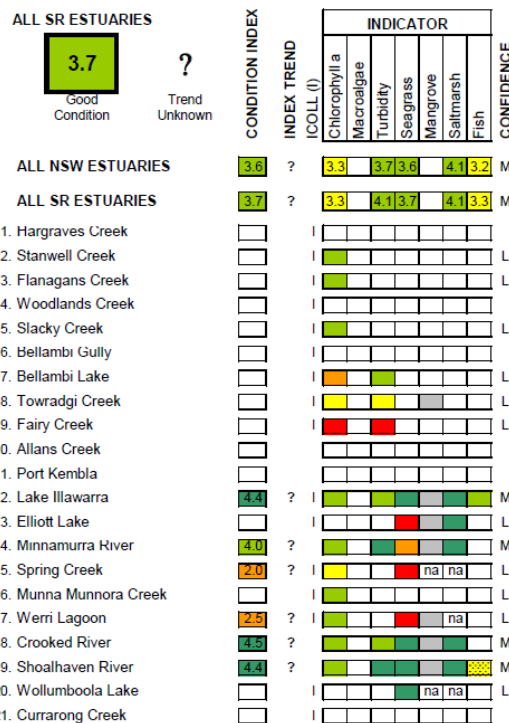 ALL SR ESTUARIES
3.7
Good
Condition
?
Trend
Unknown
CONDITION INDEX
INDEX TREND
ICOLL (I)
INDICATOR
Chlorophyll a
Macroalgae
Turbidity
Seagrass
Mangrove
Saltmarsh
Fish
CONFIDENCE
ALL NSW ESTUARIES 3.6 ? 3.3 3.7 3.6 4.1 3.2 M
ALL SR ESTUARIES 3.7 ? 3.3 4.1 3.7 4.1 3.3 M
1. Hargraves Creek I
2. Stanwell Creek I L
3. Flanagans Creek I L
4. Woodlands Creek I
5. Slacky Creek I L
6. Bellambi Gully I
7. Bellambi Lake I L
8. Towradgi Creek I L
9. Fairy Creek I L
0. Allans Creek
1. Port Kembla
2. Lake Illawarra 4.4 ? I M
3. Elliott Lake I L
4. Minnamurra River 4.0 ? M
5. Spring Creek 2.0 ? I na na L
6. Munna Munnora Creek I L
7. Werri Lagoon 2.5 ? I na L
8. Crooked River 4.5 ? M
9. Shoalhaven River 4.4 ? M
0. Wollumboola Lake I na na L
1. Currarong Creek I